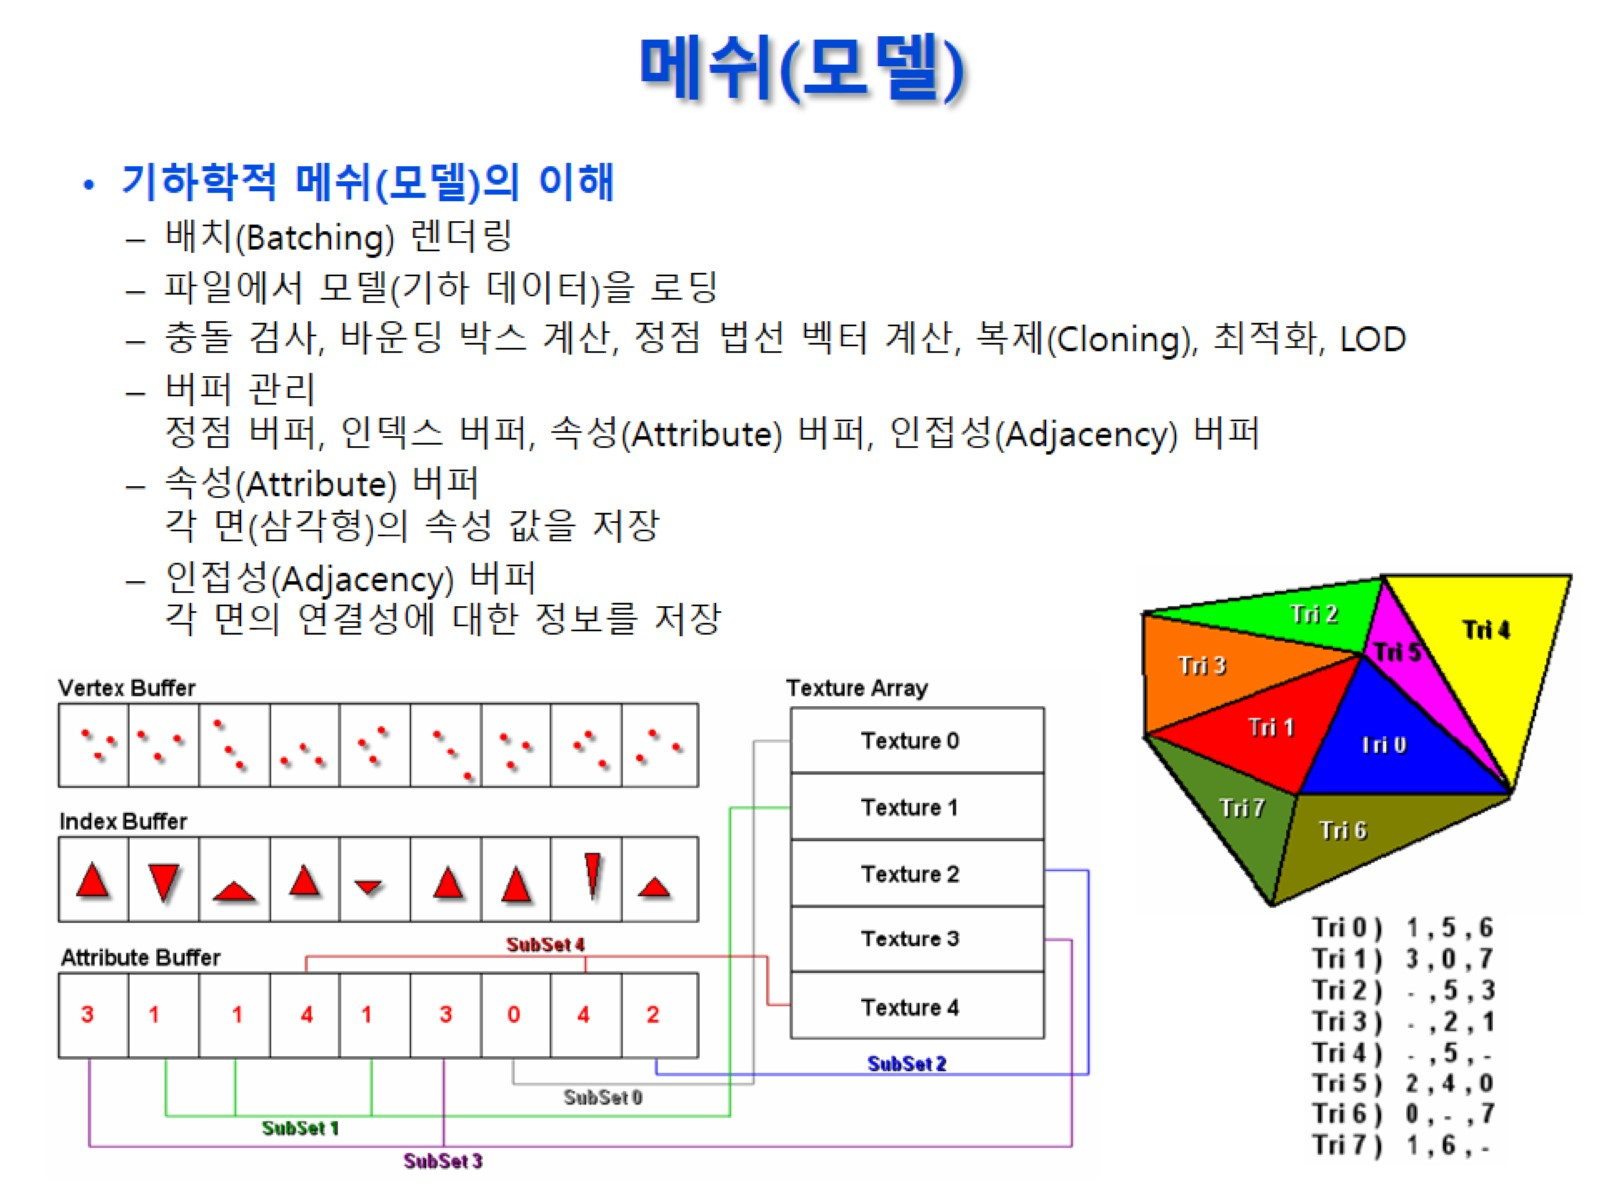 메쉬(모델)
• 기하학적 메쉬(모델)의 이해
– 배치(Batching) 렌더링
– 파일에서 모델(기하 데이터)을 로딩
– 충돌 검사, 바운딩 박스 계산, 정점 법선 벡터 계산, 복제(Cloning), 최적화, LOD
– 버퍼 관리
정점 버퍼, 인덱스 버퍼, 속성(Attribute) 버퍼, 인접성(Adjacency) 버퍼
– 속성(Attribute) 버퍼
각 면(삼각형)의 속성 값을 저장
– 인접성(Adjacency) 버퍼
각 면의 연결성에 대한 정보를 저장
Vertex Buffer
Index Buffer
Attribute Buffer
SubSet 4
3 1 1 4 1 3 0 4 2
SubSet 0
SubSet 1
SubSet 3
SubSet 2
Texture Array
Texture 0
Texture 1
Texture 2
Texture 3
Texture 4
Tri 2
Tri 4
Tri 5
Tri 3
Tri 1
Tri 0
Tri 7
Tri 6
Tri 0 ) 1 , 5 , 6
Tri 1 ) 3 , 0 , 7
Tri 2 ) - , 5 , 3
Tri 3 ) - , 2 , 1
Tri 4 ) - , 5 , -
Tri 5 ) 2 , 4 , 0
Tri 6 ) 0 , - , 7
Tri 7 ) 1 , 6 , -